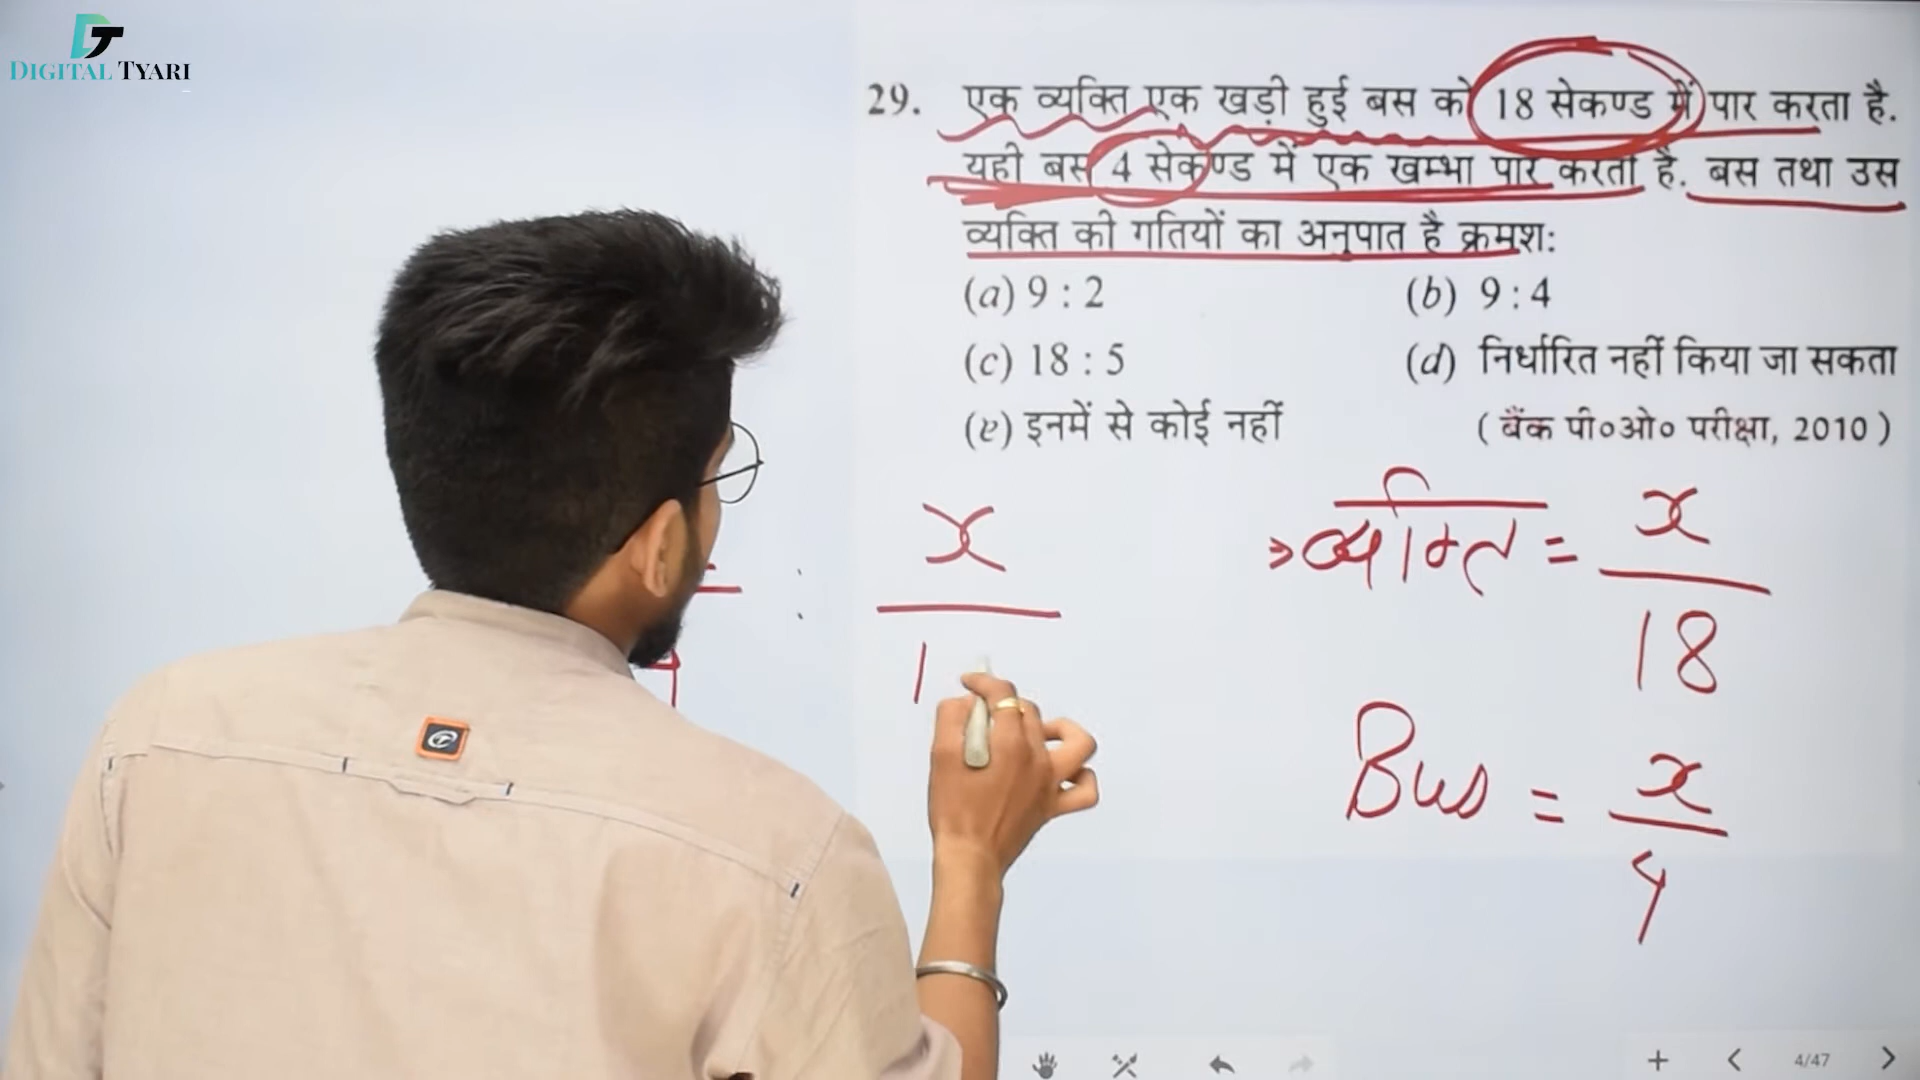 DIGITAL TYARI
29. एक व्यक्ति एक खड़ी हुई बस को 18 सेकण्ड में पार करता है.
यही बस 4 सेकण्ड में एक खम्भा पार करती है. बस तथा उस
व्यक्ति की गतियों का अनुपात है क्रमशः
(a) 9 : 2
(b) 9 : 4
(c) 18 : 5
(d) निर्धारित नहीं किया जा सकता
(e) इनमें से कोई नहीं
(बैंक पी०ओ० परीक्षा, 2010)
व्यक्ति = x
18
: x
1
Bus = x
4
4/47